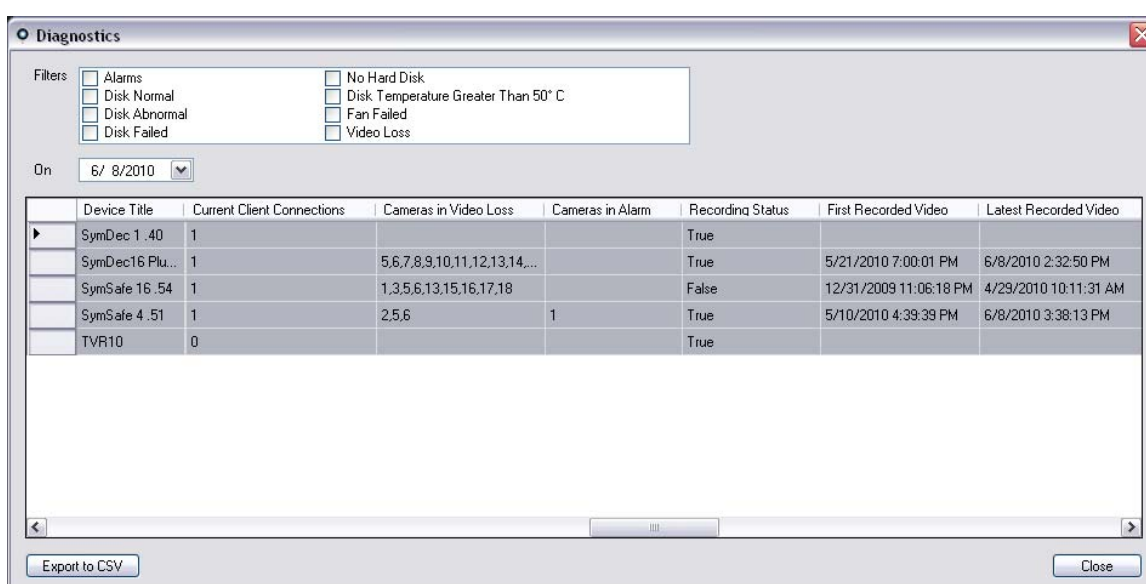 Diagnostics
Filters
Alarms No Hard Disk
Disk Normal Disk Temperature Greater Than 50° C
Disk Abnormal Fan Failed
Disk Failed Video Loss
On 6/ 8/2010
Device Title Current Client Connections Cameras in Video Loss Cameras in Alarm Recording Status First Recorded Video Latest Recorded Video
SymDec 1 .40 1 True
SymDec16 Plu... 1 5,6,7,8,9,10,11,12,13,14,... True 5/21/2010 7:00:01 PM 6/8/2010 2:32:50 PM
SymSafe 16 .54 1 1,3,5,6,13,15,16,17,18 False 12/31/2009 11:06:18 PM 4/29/2010 10:11:31 AM
SymSafe 4 .51 1 2,5,6 1 True 5/10/2010 4:39:39 PM 6/8/2010 3:38:13 PM
TVR10 0 True
Export to CSV Close